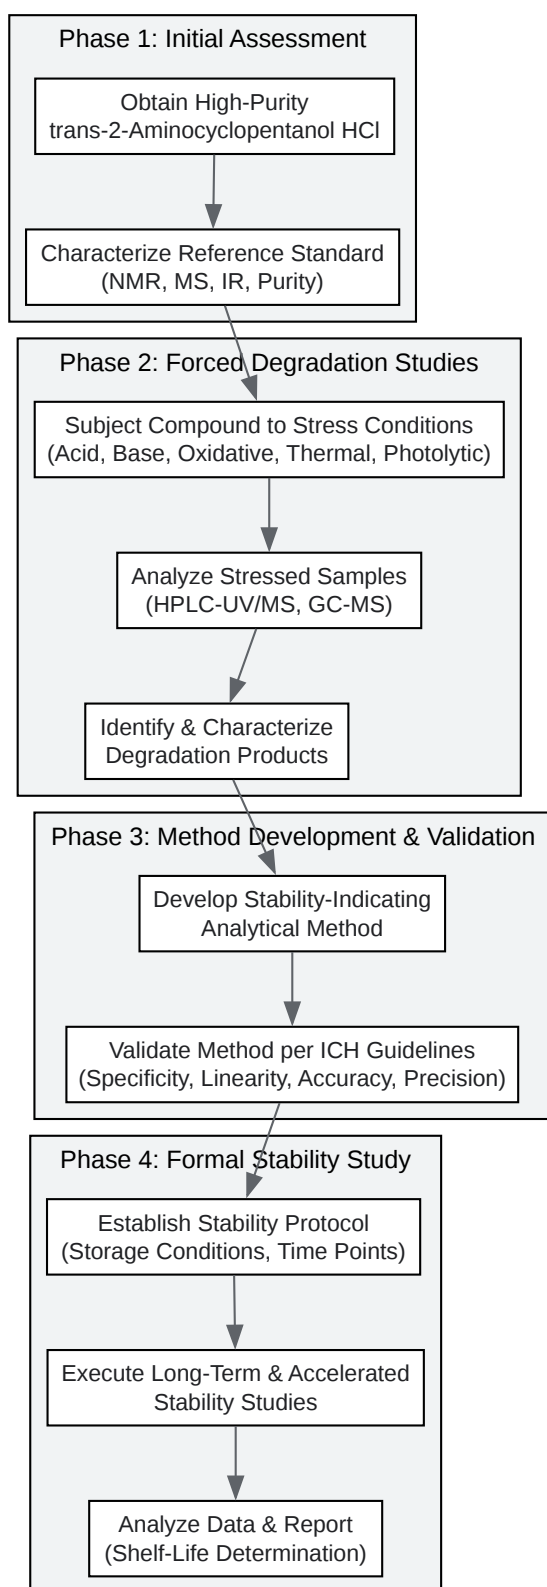 Phase 1: Initial Assessment
Obtain High-Purity
trans-2-Aminocyclopentanol HCl
Characterize Reference Standard
(NMR, MS, IR, Purity)
Phase 2: Forced Degradation Studies
Subject Compound to Stress Conditions
(Acid, Base, Oxidative, Thermal, Photolytic)
Analyze Stressed Samples
(HPLC-UV/MS, GC-MS)
Identify & Characterize
Degradation Products
Phase 3: Method Development & Validation
Develop Stability-Indicating
Analytical Method
Validate Method per ICH Guidelines
(Specificity, Linearity, Accuracy, Precision)
Phase 4: Formal Stability Study
Establish Stability Protocol
(Storage Conditions, Time Points)
Execute Long-Term & Accelerated
Stability Studies
Analyze Data & Report
(Shelf-Life Determination)